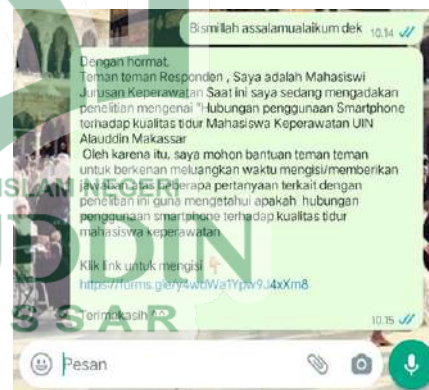 Bismillah assalamualaikum dek 10.14
Dengan hormat,
Teman teman Responden , Saya adalah Mahasiswi
Jurusan Keperawatan Saat ini saya sedang mengadakan
penelitian mengenai "Hubungan penggunaan Smartphone
terhadap kualitas tidur Mahasiswa Keperawatan UIN
Alauddin Makassar
Oleh karena itu, saya mohon bantuan teman teman
untuk berkenan meluangkan waktu mengisi/memberikan
jawaban atas beberapa pertanyaan terkait dengan
penelitian ini guna mengetahui apakah hubungan
penggunaan smartphone terhadap kualitas tidur
mahasiswa keperawatan
Klik link untuk mengisi 👇
Terimakasih
10.15
Pesan
ISLAM NEGERI
UDDIN
SSAR